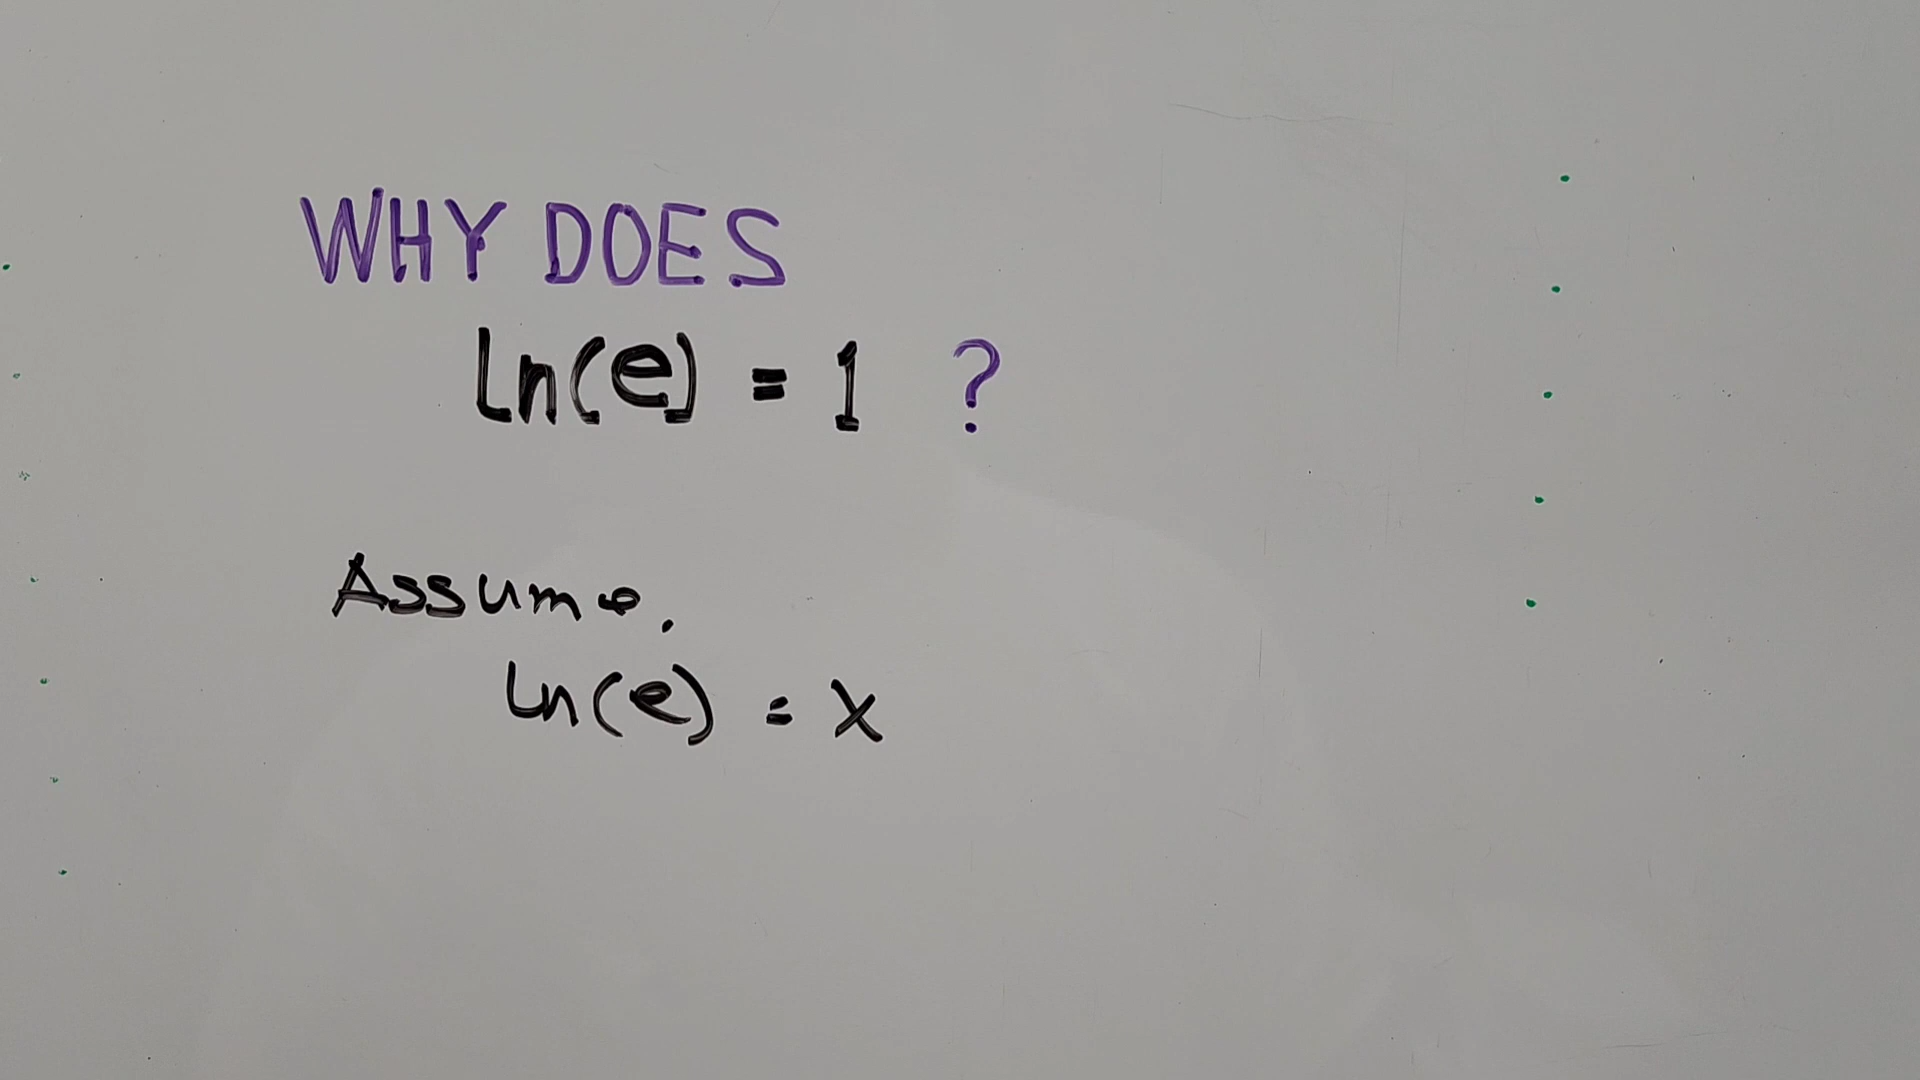 WHY DOES
ln(e) = 1 ?
Assume,
ln(e) = x